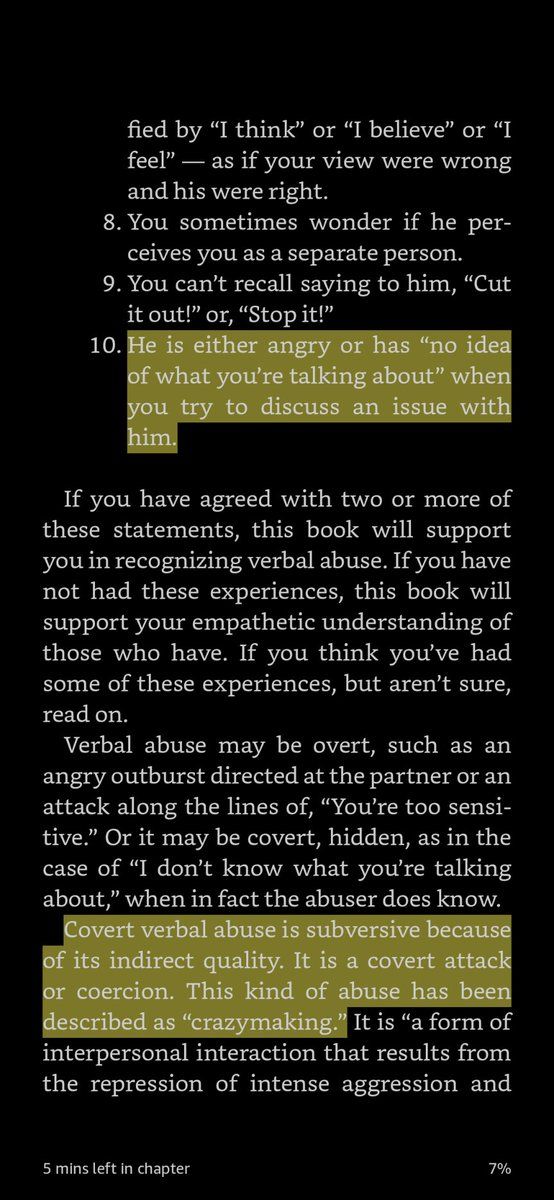 fied by “I think” or “I believe” or “I
feel” — as if your view were wrong
and his were right.
8. You sometimes wonder if he per-
ceives you as a separate person.
9. You can’t recall saying to him, “Cut
it out!” or, “Stop it!”
10. He is either angry or has “no idea
of what you’re talking about” when
you try to discuss an issue with
him.
If you have agreed with two or more of
these statements, this book will support
you in recognizing verbal abuse. If you have
not had these experiences, this book will
support your empathetic understanding of
those who have. If you think you’ve had
some of these experiences, but aren’t sure,
read on.
Verbal abuse may be overt, such as an
angry outburst directed at the partner or an
attack along the lines of, “You’re too sensi-
tive.” Or it may be covert, hidden, as in the
case of “I don’t know what you’re talking
about,” when in fact the abuser does know.
Covert verbal abuse is subversive because
of its indirect quality. It is a covert attack
or coercion. This kind of abuse has been
described as “crazymaking.” It is “a form of
interpersonal interaction that results from
the repression of intense aggression and
5 mins left in chapter 7%